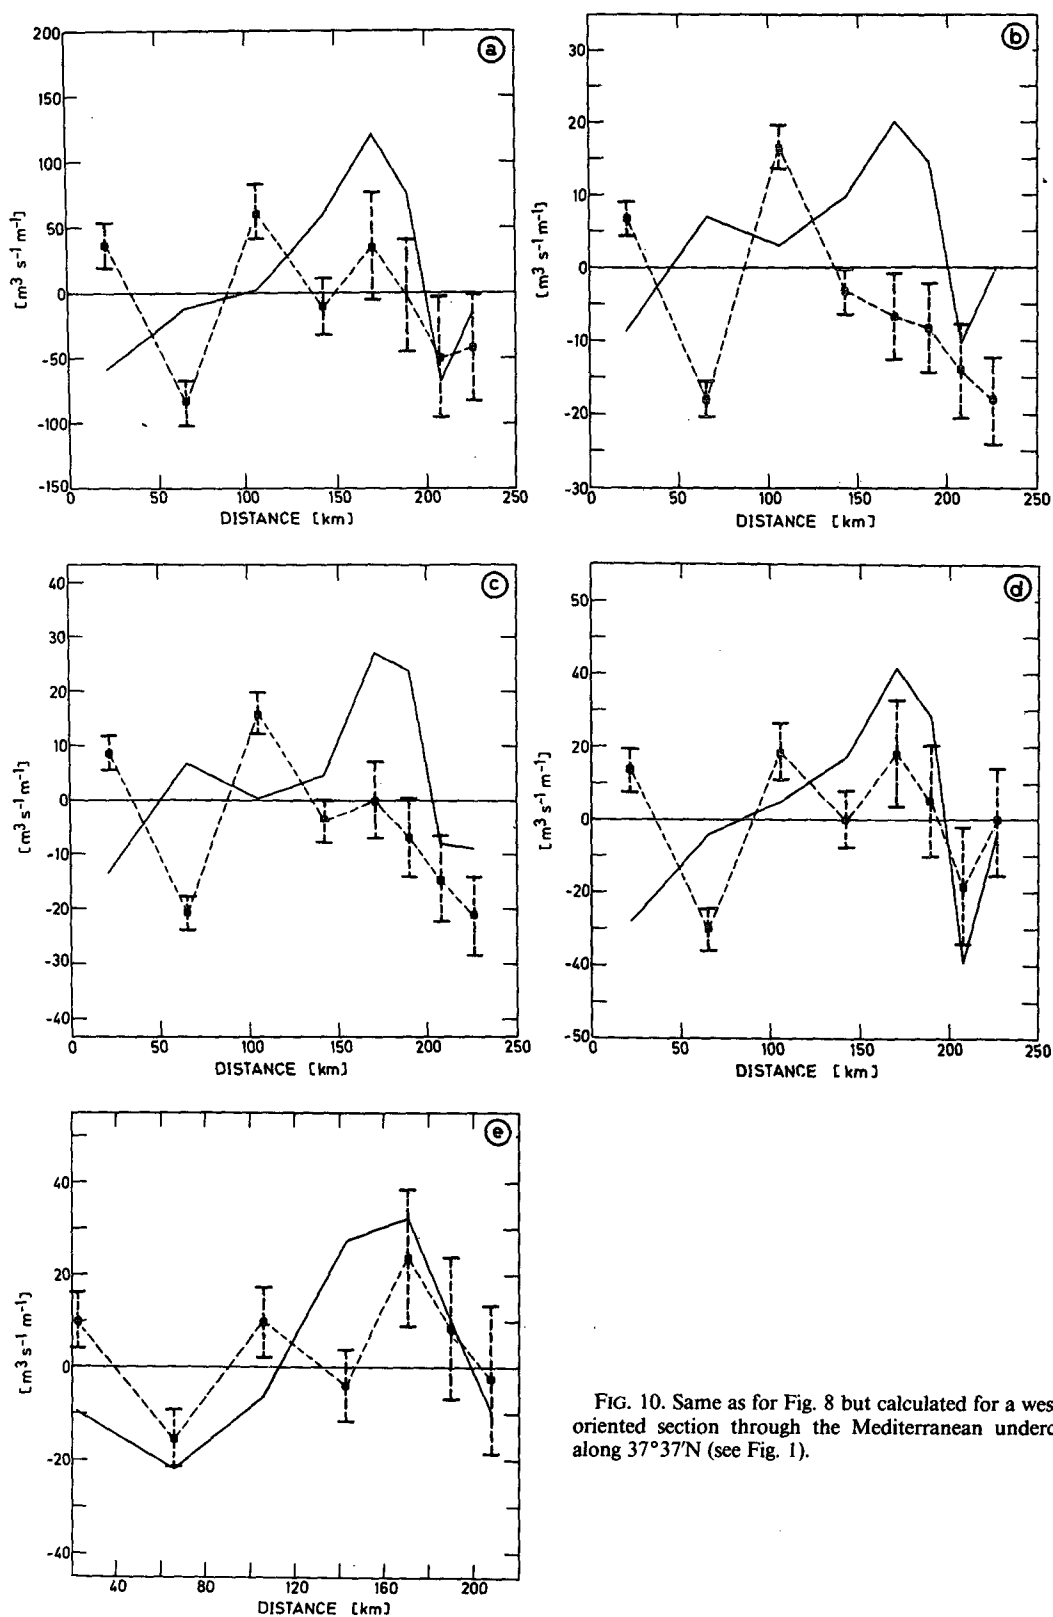 200 150 100 50 0 -50 -100 -150
[m³ s⁻¹ m⁻¹]
a
0 50 100 150 200 250
DISTANCE [km]
30 20 10 0 -10 -20 -30
[m³ s⁻¹ m⁻¹]
b
0 50 100 150 200 250
DISTANCE [km]
40 30 20 10 0 -10 -20 -30 -40
[m³ s⁻¹ m⁻¹]
c
0 50 100 150 200 250
DISTANCE [km]
50 40 20 0 -20 -40 -50
[m³ s⁻¹ m⁻¹]
d
0 50 100 150 200 250
DISTANCE [km]
40 20 0 -20 -40
[m³ s⁻¹ m⁻¹]
e
40 80 120 160 200
DISTANCE [km]
FIG. 10. Same as for Fig. 8 but calculated for a wes
oriented section through the Mediterranean underc
along 37°37′N (see Fig. 1).